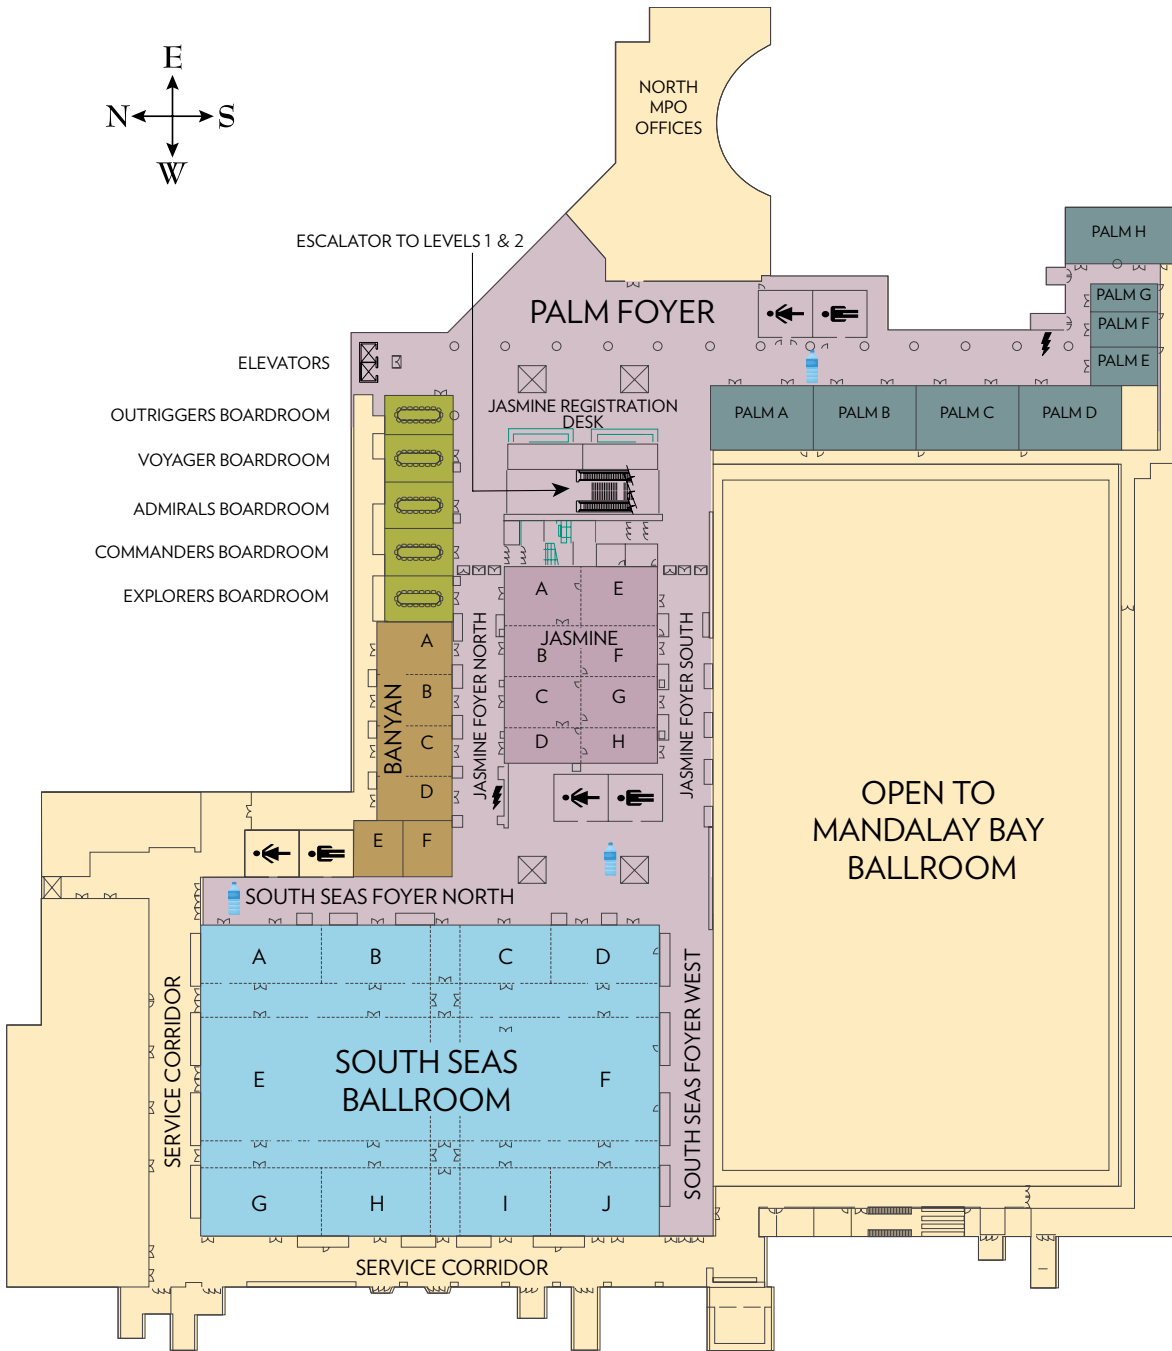 E
N
S
W
NORTH
MPO
OFFICES
PALM H
ESCALATOR TO LEVELS 1 & 2
PALM G
PALM FOYER
PALM F
ELEVATORS
PALM E
JASMINE REGISTRATION
DESK
OUTRIGGERS BOARDROOM
PALM A
PALM B
PALM C
PALM D
VOYAGER BOARDROOM
ADMIRALS BOARDROOM
COMMANDERS BOARDROOM
EXPLORERS BOARDROOM
A
E
JASMINE
B
F
C
G
D
H
JASMINE FOYER NORTH
JASMINE FOYER SOUTH
BANYAN
A
B
C
D
E
F
OPEN TO
MANDALAY BAY
BALLROOM
SOUTH SEAS FOYER NORTH
A
B
C
D
SOUTH SEAS
BALLROOM
E
F
G
H
I
J
SERVICE CORRIDOR
SOUTH SEAS FOYER WEST
SERVICE CORRIDOR